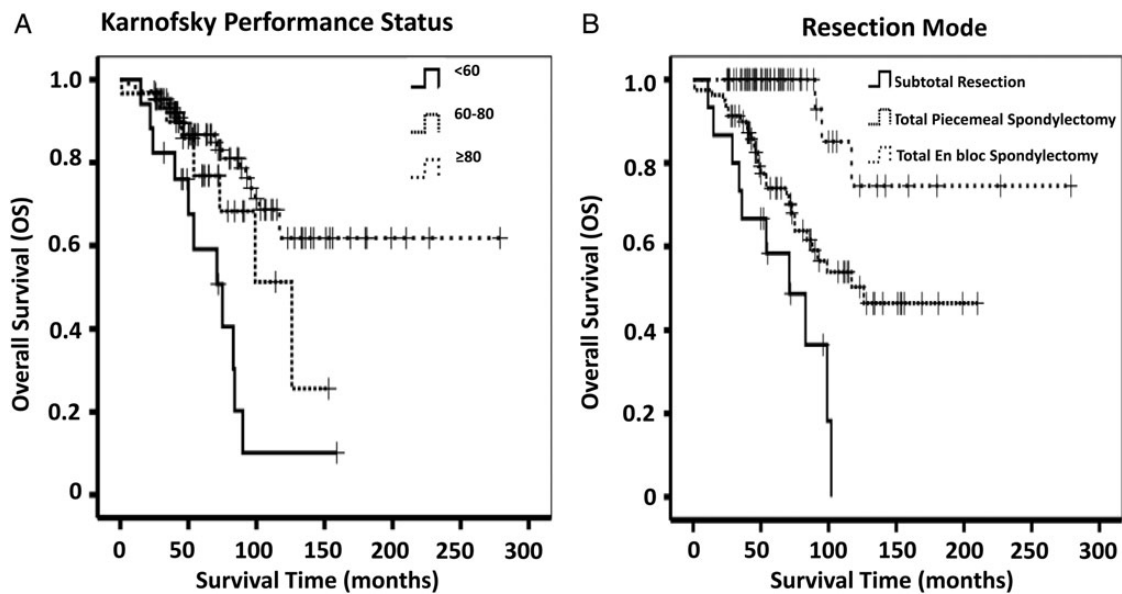 A
Karnofsky Performance Status
<60
60-80
≥80
1.0
0.8
0.6
0.4
0.2
0
Overall Survival (OS)
0 50 100 150 200 250 300
Survival Time (months)
B
Resection Mode
Subtotal Resection
Total Piecemeal Spondylectomy
Total En bloc Spondylectomy
1.0
0.8
0.6
0.4
0.2
0
Overall Survival (OS)
0 50 100 150 200 250 300
Survival Time (months)